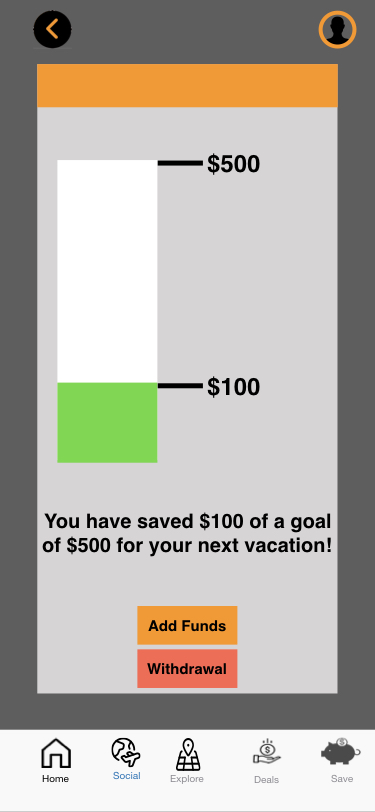 $500
$100
You have saved $100 of a goal
of $500 for your next vacation!
Add Funds
Withdrawal
Home
Social
Explore
Deals
Save